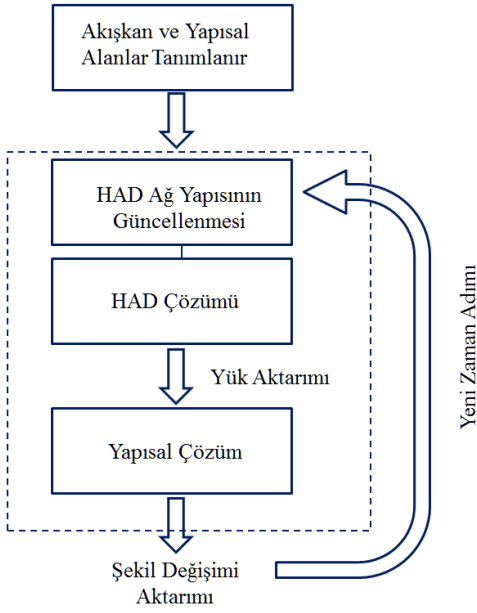 Akışkan ve Yapısal
Alanlar Tanımlanır
HAD Ağ Yapısının
Güncellenmesi
HAD Çözümü
Yük Aktarımı
Yapısal Çözüm
Şekil Değişimi
Aktarımı
Yeni Zaman Adımı